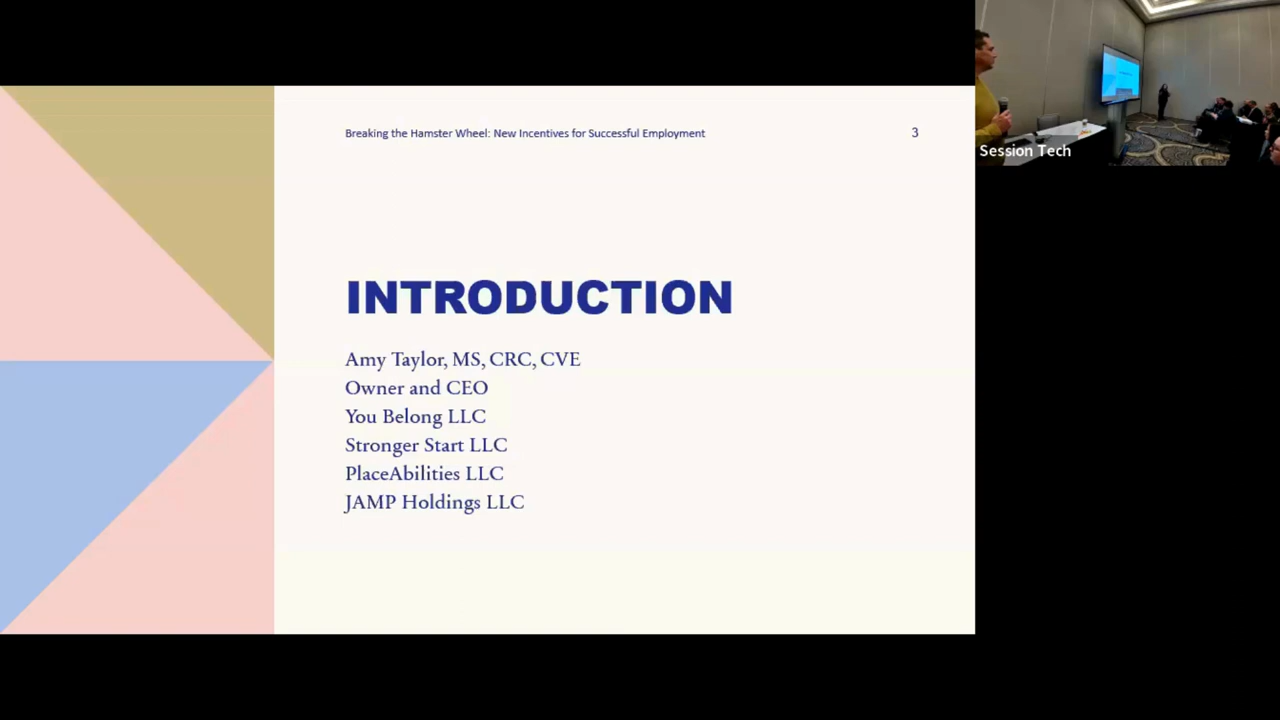 Breaking the Hamster Wheel: New Incentives for Successful Employment
3
INTRODUCTION
Amy Taylor, MS, CRC, CVE
Owner and CEO
You Belong LLC
Stronger Start LLC
PlaceAbilities LLC
JAMP Holdings LLC
Session Tech